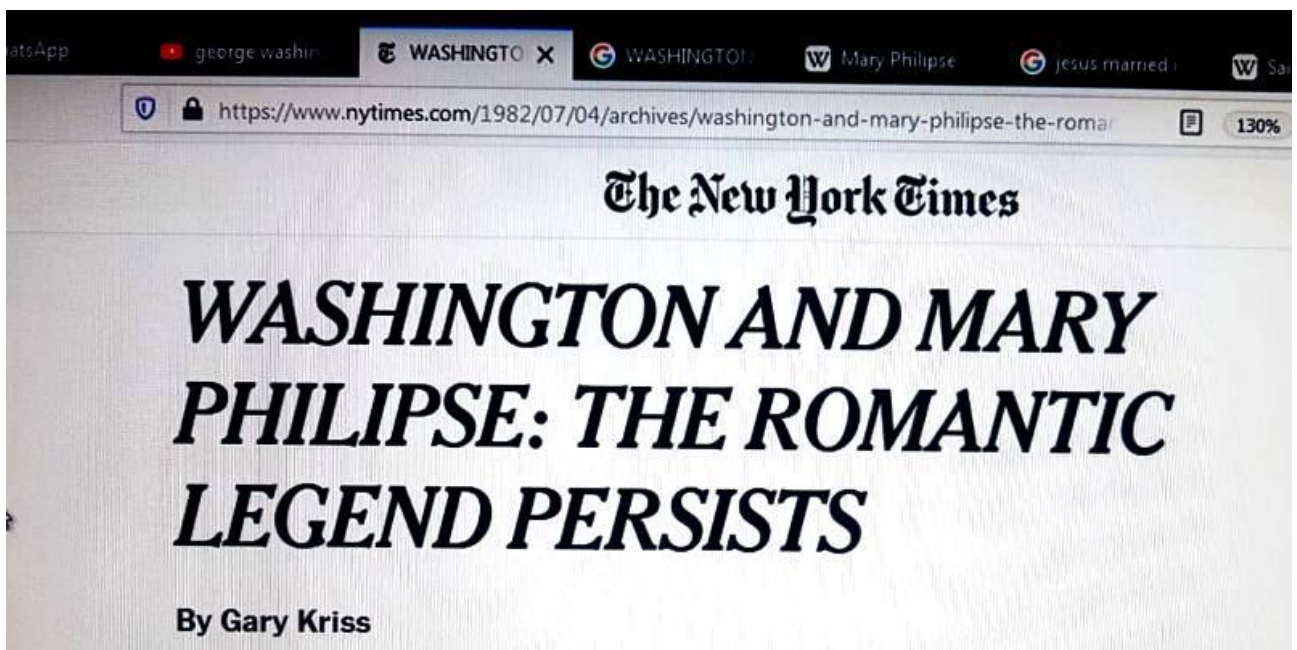 atsApp
george washin
WASHINGTO
WASHINGTON
Mary Philipse
jesus married
W Sai
https://www.nytimes.com/1982/07/04/archives/washington-and-mary-philipse-the-roma
130%
The New York Times
WASHINGTON AND MARY
PHILIPSE: THE ROMANTIC
LEGEND PERSISTS
By Gary Kriss